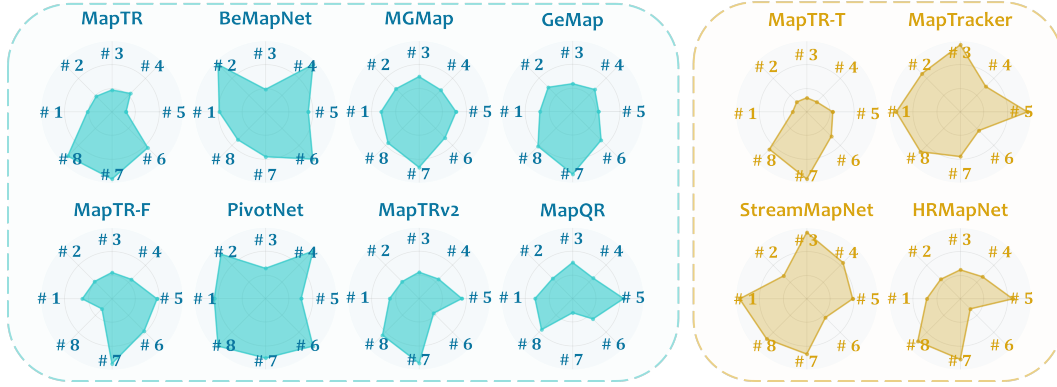 MapTR BeMapNet MGMap GeMap MapTR-T MapTracker
# 3 # 3 # 3 # 3 # 3 # 3
# 2 # 4 # 2 # 4 # 2 # 4 # 2 # 4 # 2 # 4 # 2 # 4
# 1 # 5 # 1 # 5 # 1 # 5 # 1 # 5 # 1 # 5 # 1 # 5
# 8 # 6 # 8 # 6 # 8 # 6 # 8 # 6 # 8 # 6 # 8 # 6
# 7 # 7 # 7 # 7 # 7 # 7
MapTR-F PivotNet MapTRv2 MapQR StreamMapNet HRMapNet
# 3 # 3 # 3 # 3 # 3 # 3
# 2 # 4 # 2 # 4 # 2 # 4 # 2 # 4 # 2 # 4 # 2 # 4
# 1 # 5 # 1 # 5 # 1 # 5 # 1 # 5 # 1 # 5 # 1 # 5
# 8 # 6 # 8 # 6 # 8 # 6 # 8 # 6 # 8 # 6 # 8 # 6
# 7 # 7 # 7 # 7 # 7 # 7